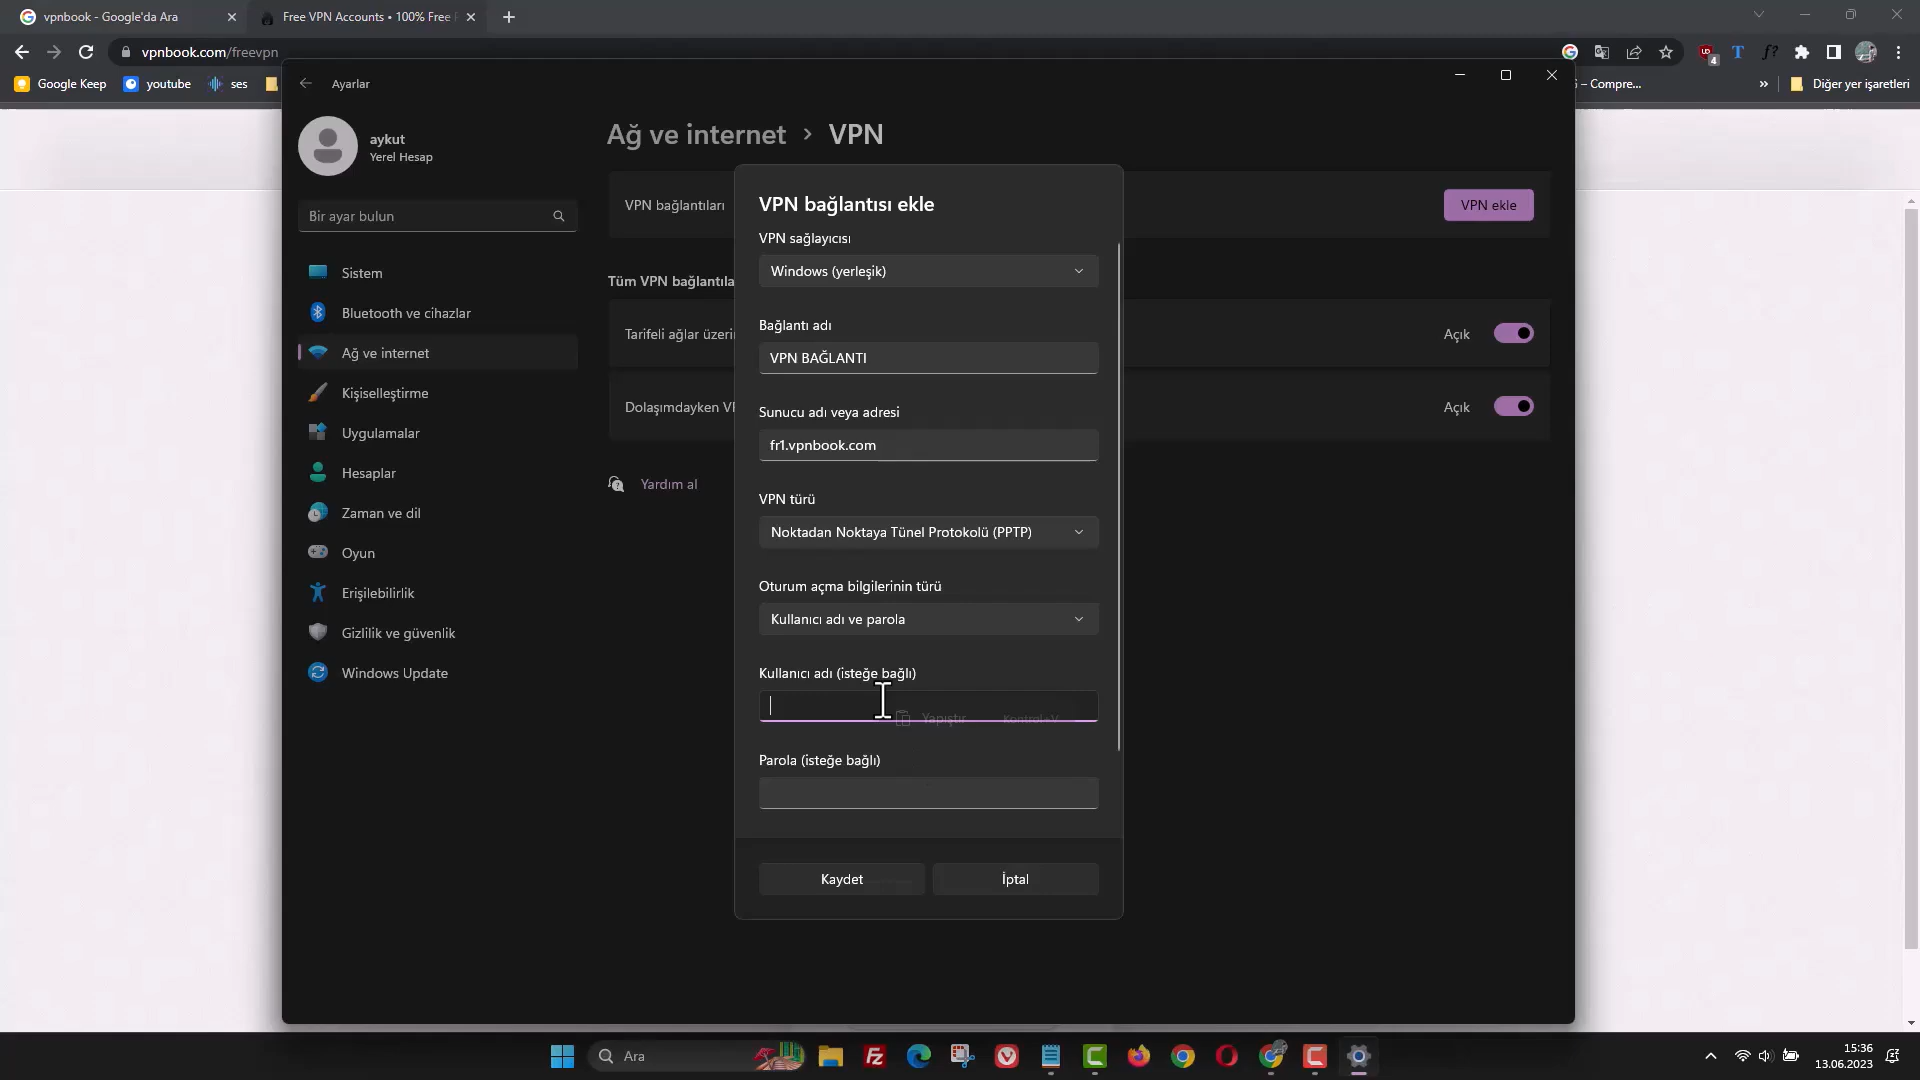 vpnbook - Google'da Ara
Free VPN Accounts • 100% Free
vpnbook.com/freevpn
4
Google Keep
youtube
ses
– Compre...
Diğer yer işaretleri
Ayarlar
aykut
Yerel Hesap
Bir ayar bulun
Sistem
Bluetooth ve cihazlar
Ağ ve internet
Kişiselleştirme
Uygulamalar
Hesaplar
Zaman ve dil
Oyun
Erişilebilirlik
Gizlilik ve güvenlik
Windows Update
Ağ ve internet > VPN
VPN bağlantıları
VPN ekle
Tüm VPN bağlantıla
Tarifeli ağlar üzeri
Açık
Dolaşımdayken
Açık
Yardım al
VPN bağlantısı ekle
VPN sağlayıcısı
Windows (yerleşik)
Bağlantı adı
VPN BAĞLANTI
Sunucu adı veya adresi
fr1.vpnbook.com
VPN türü
Noktadan Noktaya Tünel Protokolü (PPTP)
Oturum açma bilgilerinin türü
Kullanıcı adı ve parola
Kullanıcı adı (isteğe bağlı)
Yapıştır Kontrol+V
Parola (isteğe bağlı)
Kaydet
İptal
Ara
15:36
13.06.2023